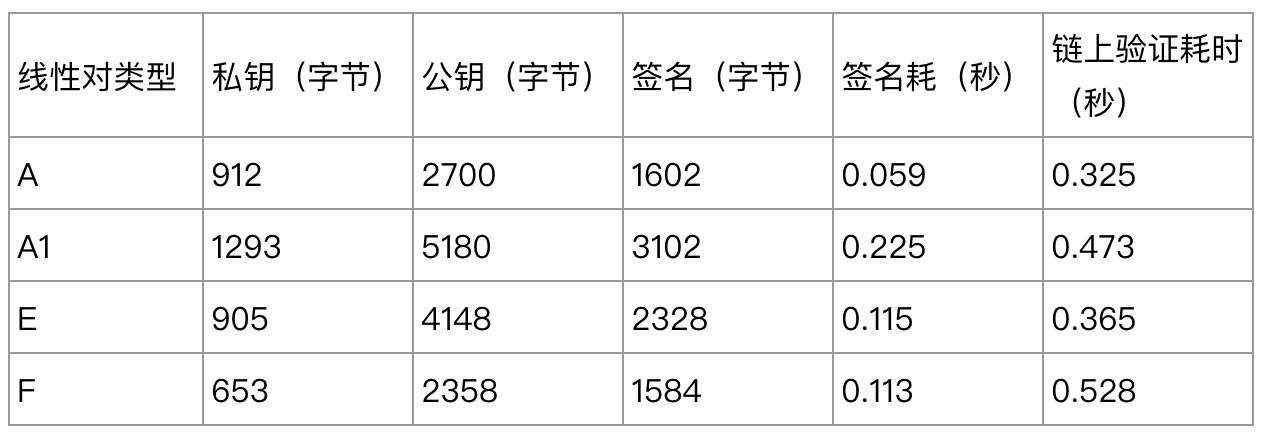 线性对类型 私钥（字节） 公钥（字节） 签名（字节） 签名耗（秒） 链上验证耗时（秒）
A 912 2700 1602 0.059 0.325
A1 1293 5180 3102 0.225 0.473
E 905 4148 2328 0.115 0.365
F 653 2358 1584 0.113 0.528